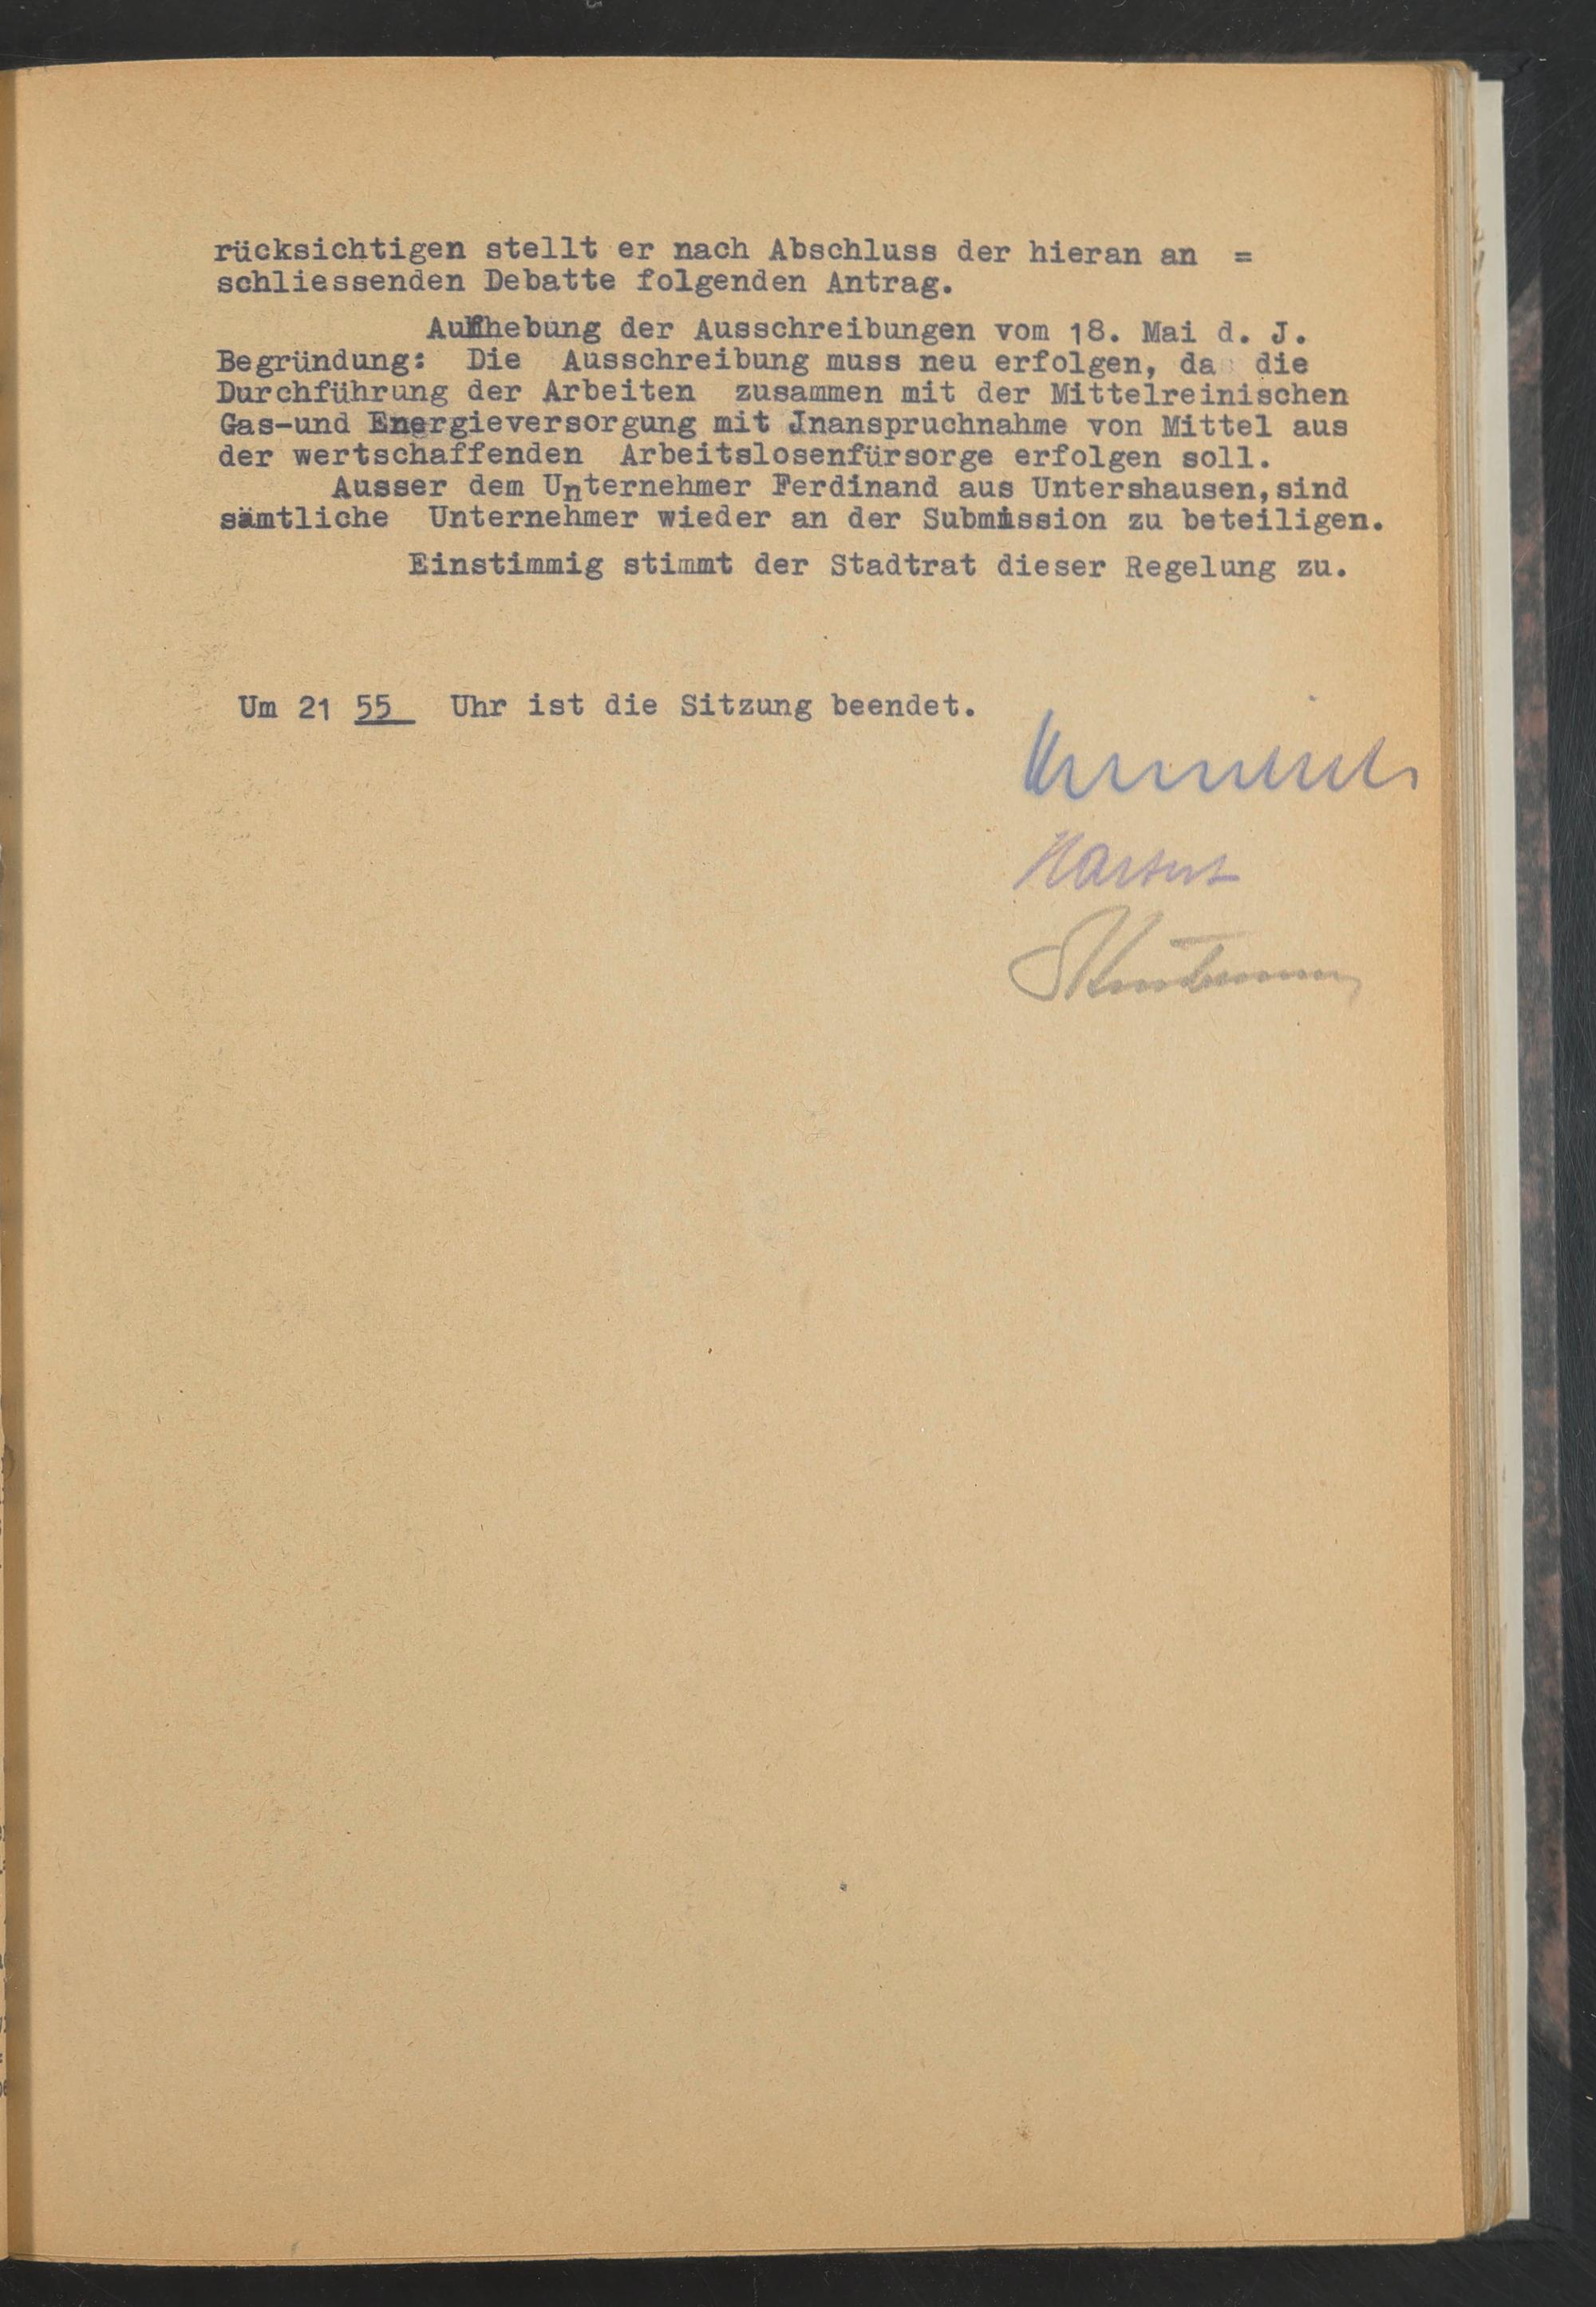 rücksichtigen stellt er nach Abschluss der hieran an =
schliessenden Debatte folgenden Antrag.
Aufhebung der Ausschreibungen vom 18. Mai d. J.
Begründung: Die Ausschreibung muss neu erfolgen, da die
Durchführung der Arbeiten zusammen mit der Mittelreinischen
Gas-und Energieversorgung mit Jnanspruchnahme von Mittel aus
der wertschaffenden Arbeitslosenfürsorge erfolgen soll.
Ausser dem Unternehmer Ferdinand aus Untershausen, sind
sämtliche Unternehmer wieder an der Submission zu beteiligen.
Einstimmig stimmt der Stadtrat dieser Regelung zu.
Um 21 55 Uhr ist die Sitzung beendet.